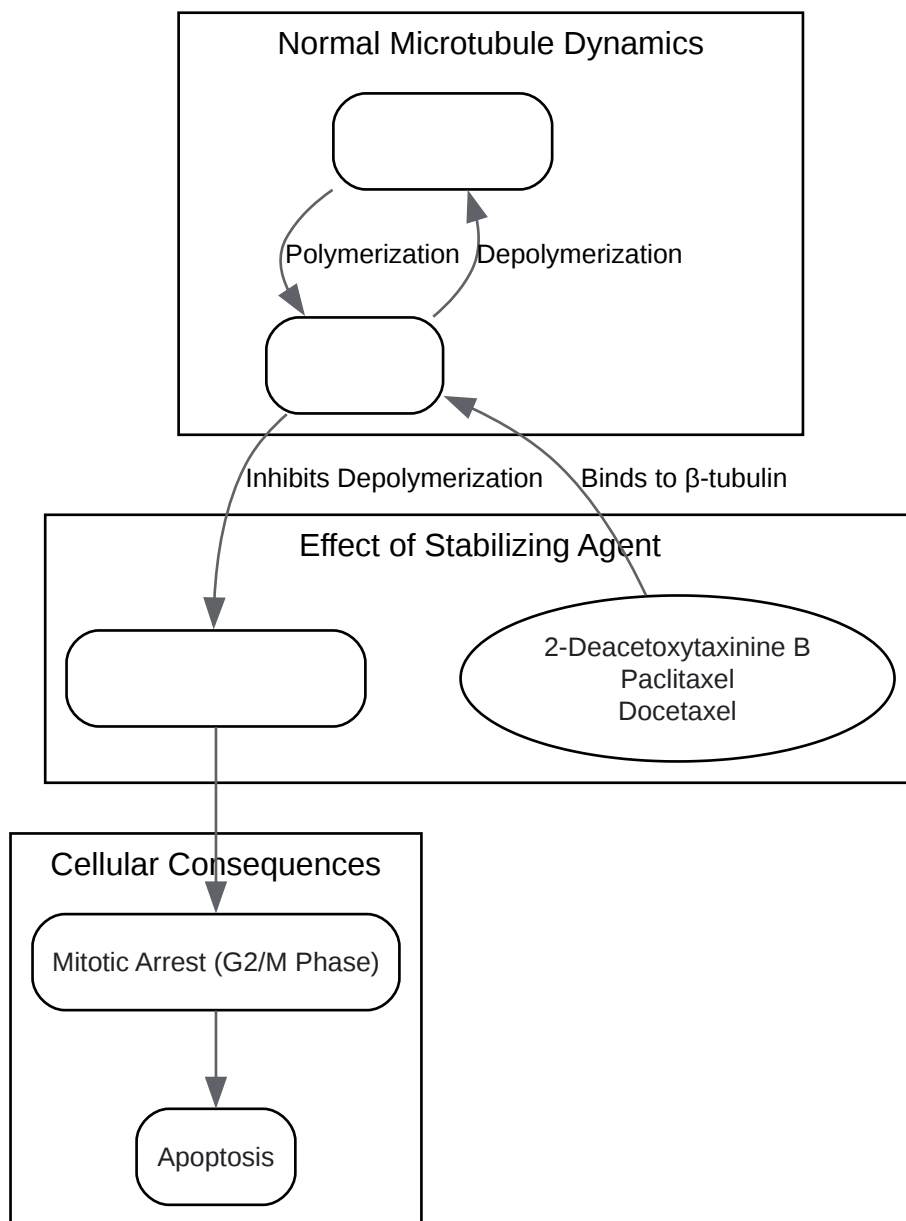 Normal Microtubule Dynamics
Polymerization
Depolymerization
Inhibits Depolymerization
Binds to β-tubulin
Effect of Stabilizing Agent
2-Deacetoxytaxinine B
Paclitaxel
Docetaxel
Cellular Consequences
Mitotic Arrest (G2/M Phase)
Apoptosis